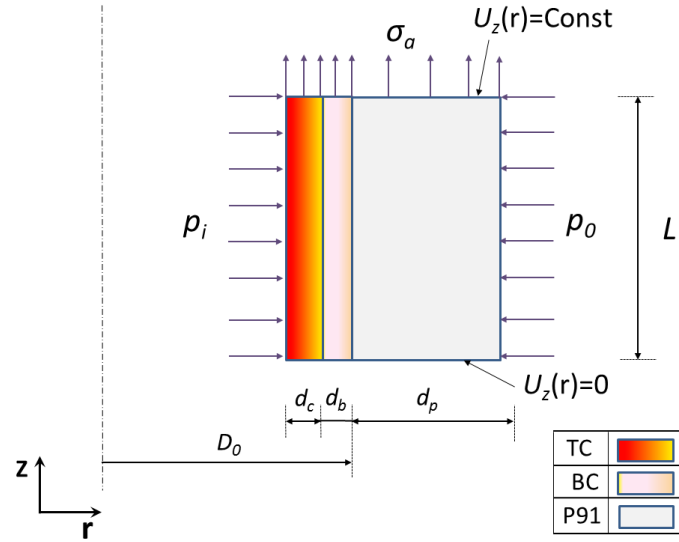 U_z(r)=Const
σ_a
p_i
p_0
L
U_z(r)=0
d_c d_b d_p
D_0
z
r
TC
BC
P91